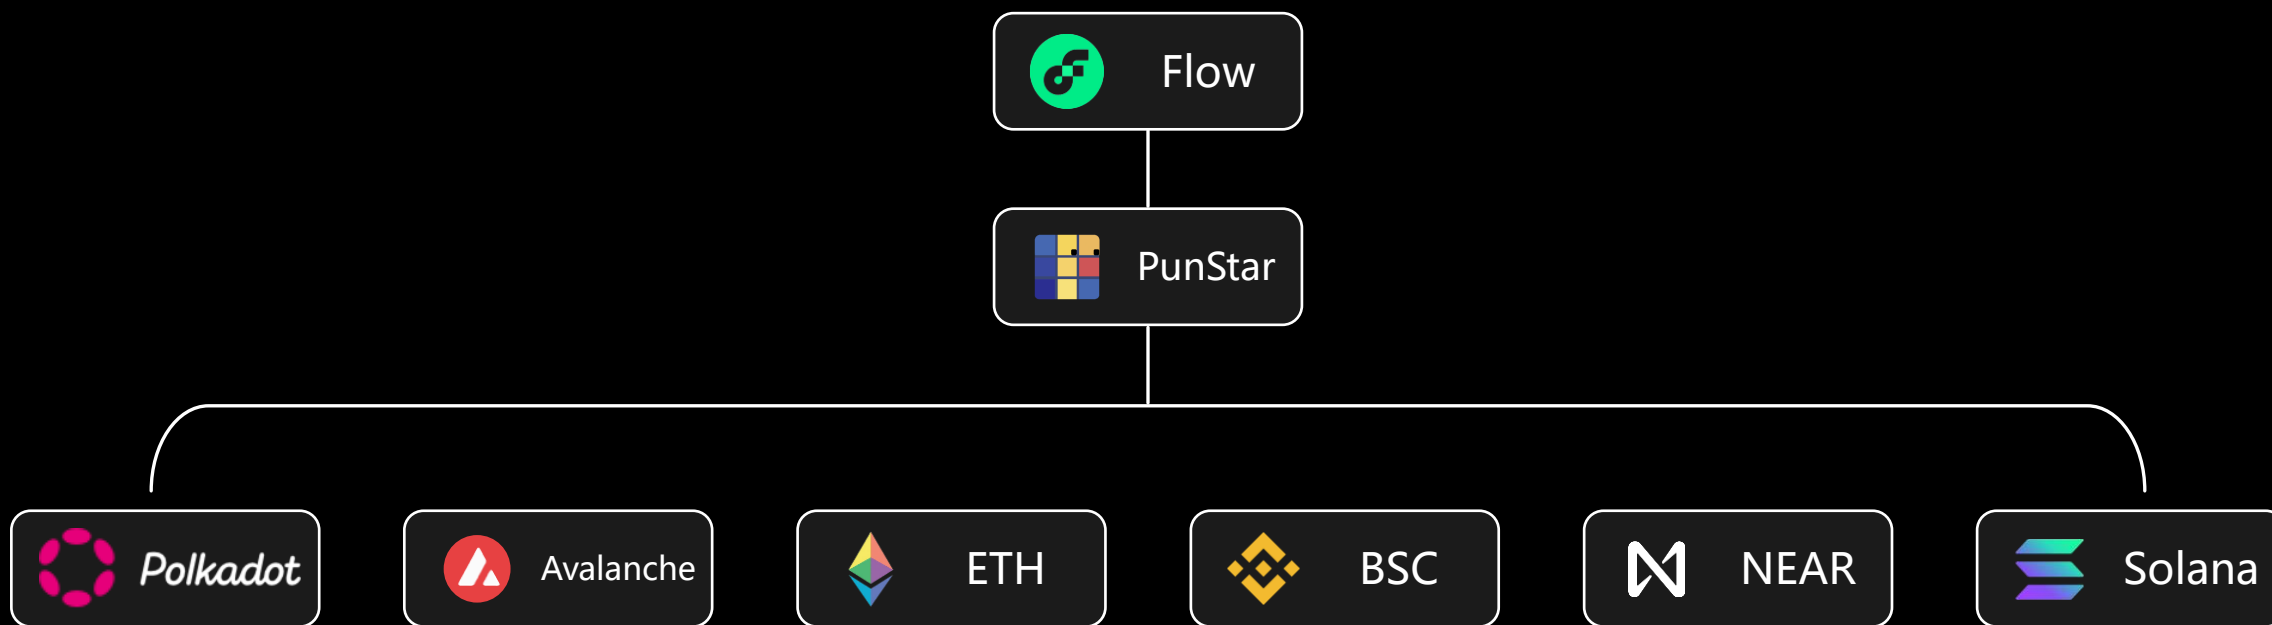 Flow
PunStar
Polkadot
Avalanche
ETH
BSC
NEAR
Solana